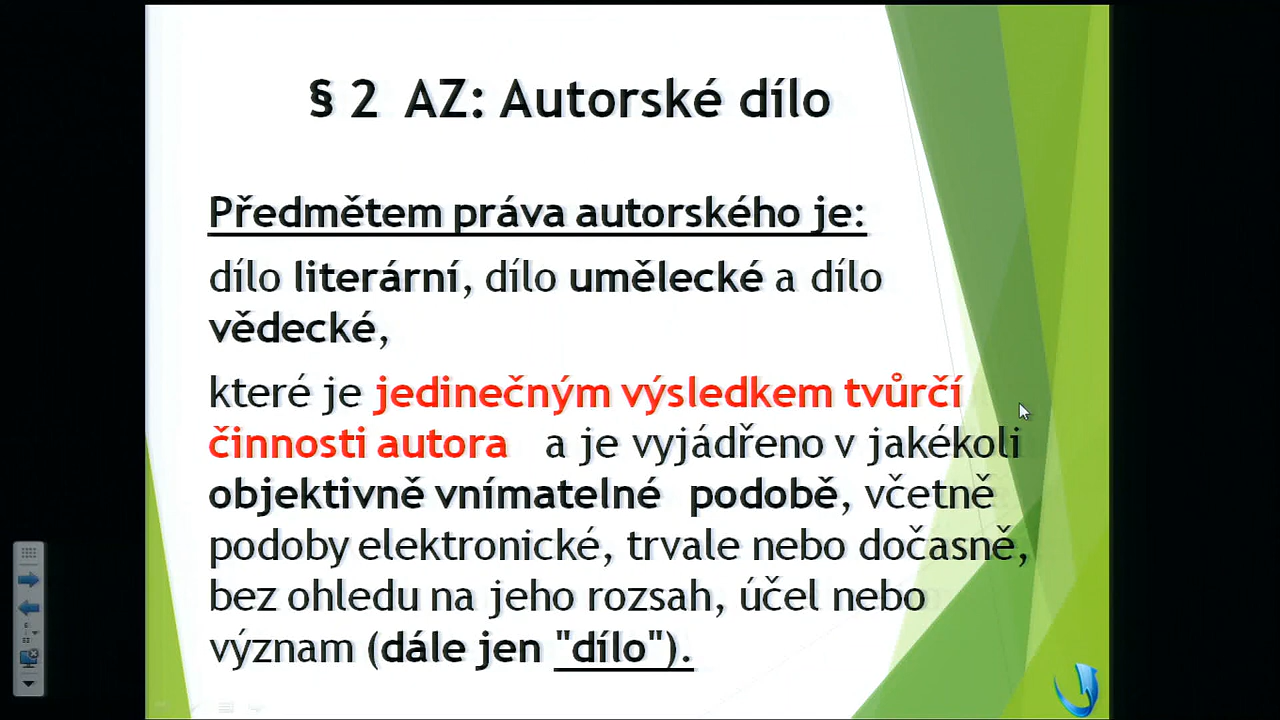 § 2 AZ: Autorské dílo
Předmětem práva autorského je:
dílo literární, dílo umělecké a dílo
vědecké,
které je jedinečným výsledkem tvůrčí
činnosti autora a je vyjádřeno v jakékoli
objektivně vnímatelné podobě, včetně
podoby elektronické, trvale nebo dočasně,
bez ohledu na jeho rozsah, účel nebo
význam (dále jen "dílo").